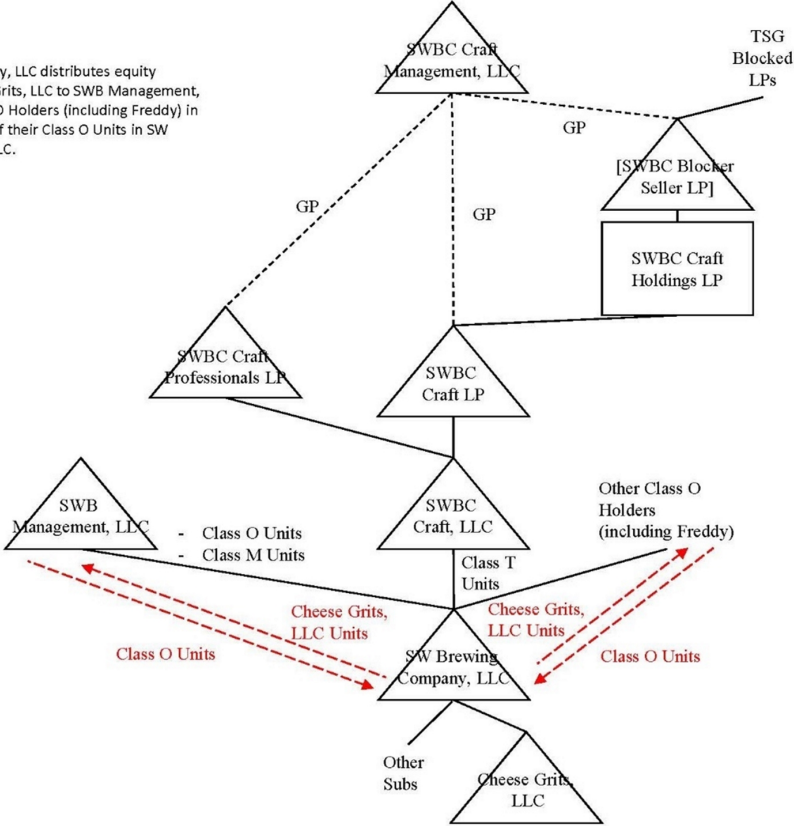 SWBC Craft
Management, LLC
TSG
Blocked
LPs
y, LLC distributes equity
Grits, LLC to SWB Management,
O Holders (including Freddy) in
f their Class O Units in SW
LC.
GP
[SWBC Blocker
Seller LP]
GP
GP
SWBC Craft
Holdings LP
SWBC Craft
Professionals LP
SWBC
Craft LP
SWB
Management, LLC
- Class O Units
- Class M Units
SWBC
Craft, LLC
Other Class O
Holders
(including Freddy)
Class T
Units
Cheese Grits,
LLC Units
Cheese Grits,
LLC Units
Class O Units
SW Brewing
Company, LLC
Class O Units
Other
Subs
Cheese Grits,
LLC